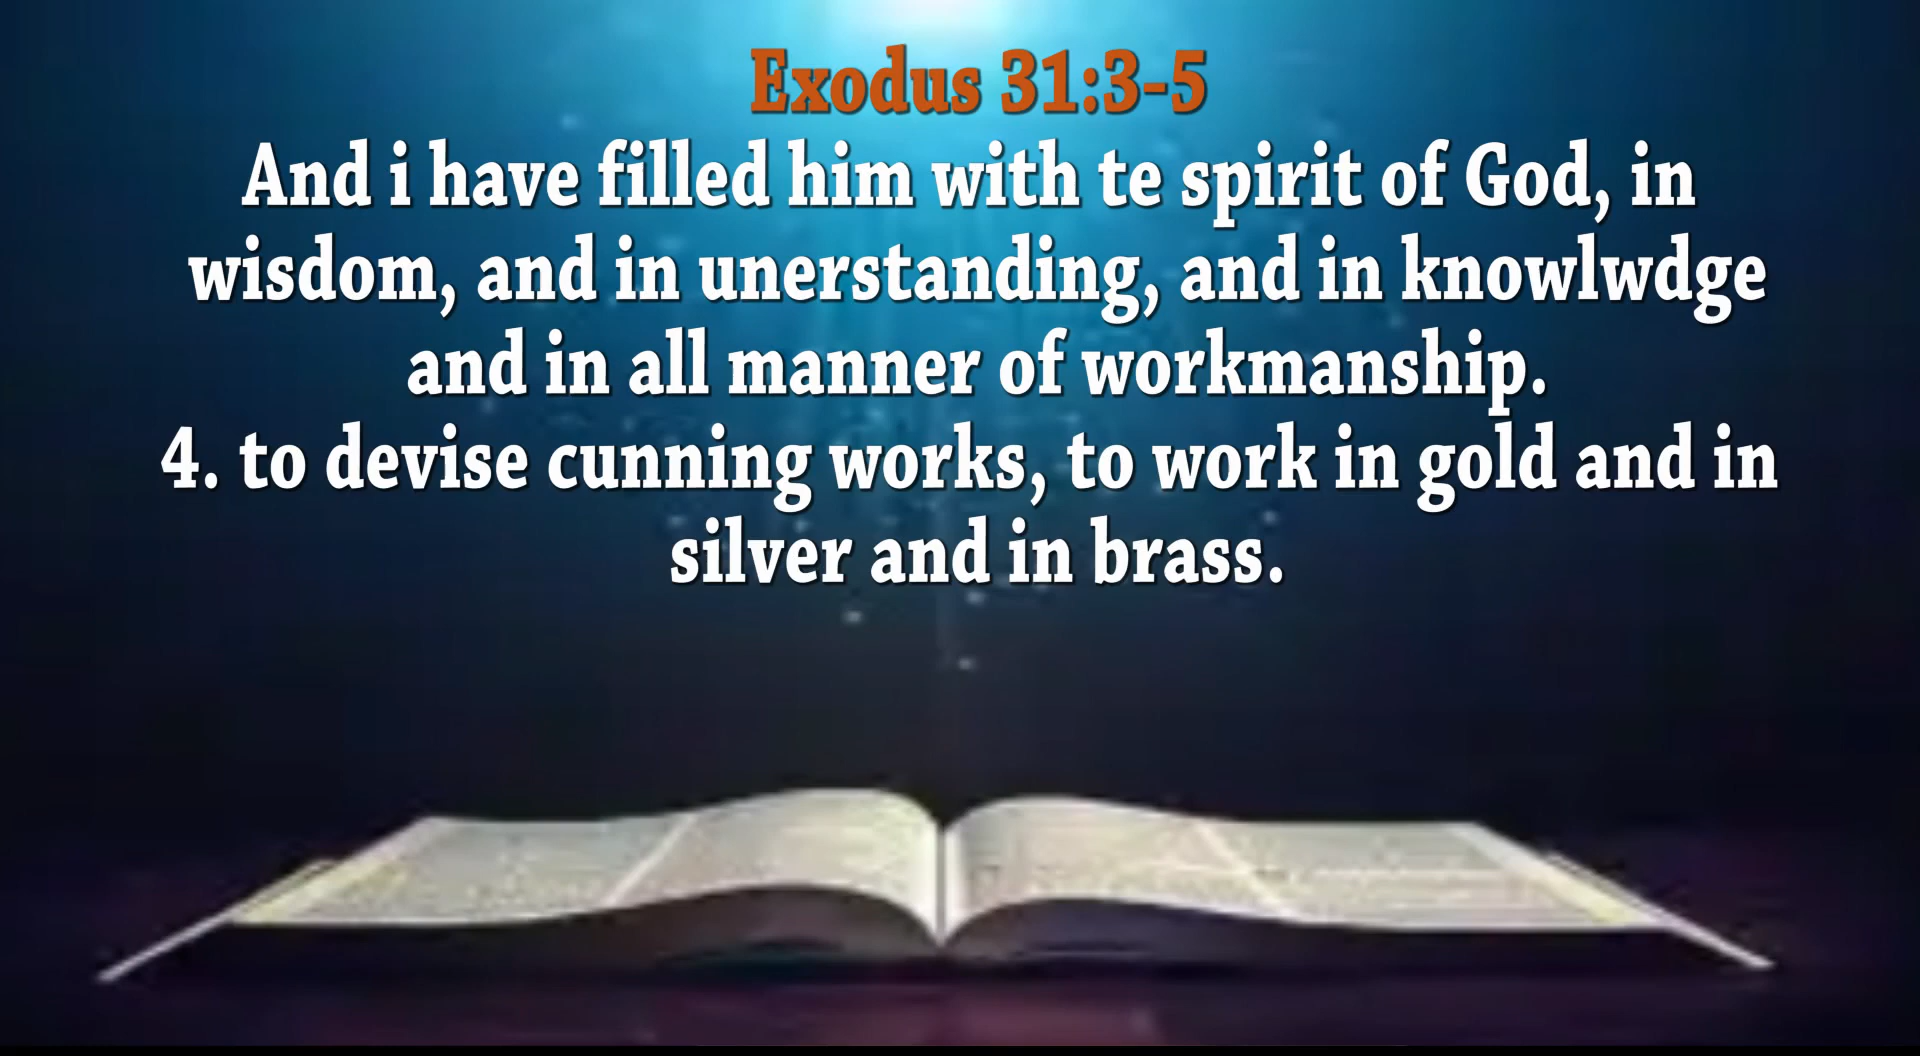 Exodus 31:3-5
And i have filled him with te spirit of God, in
wisdom, and in unerstanding, and in knowlwdge
and in all manner of workmanship.
4. to devise cunning works, to work in gold and in
silver and in brass.